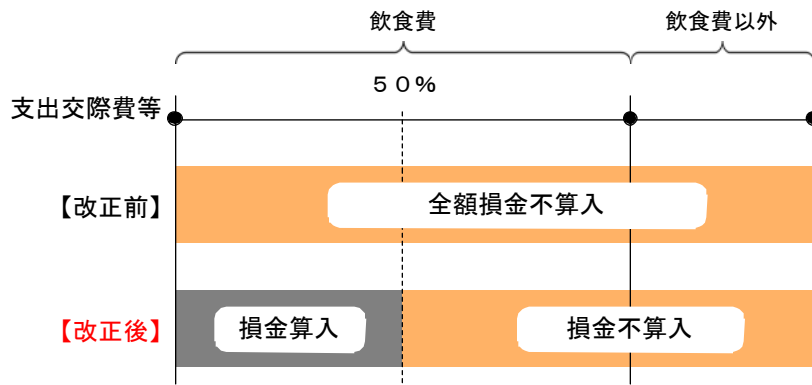 飲食費
飲食費以外
５０%
支出交際費等
【改正前】
全額損金不算入
【改正後】
損金算入
損金不算入